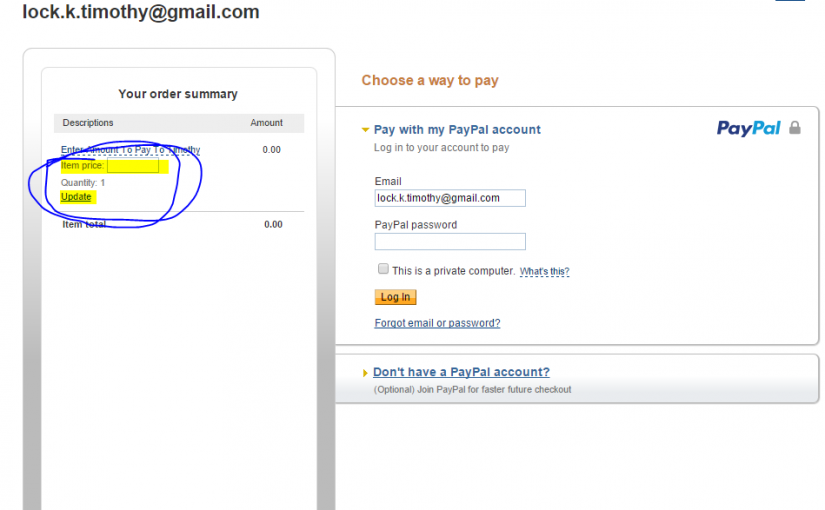 lock.k.timothy@gmail.com
Your order summary
Descriptions Amount
Enter Amount To Pay To Timothy 0.00
Item price:
Quantity: 1
Update
Item total 0.00
Choose a way to pay
Pay with my PayPal account PayPal
Log in to your account to pay
Email
lock.k.timothy@gmail.com
PayPal password
This is a private computer. What's this?
Log In
Forgot email or password?
Don't have a PayPal account?
(Optional) Join PayPal for faster future checkout